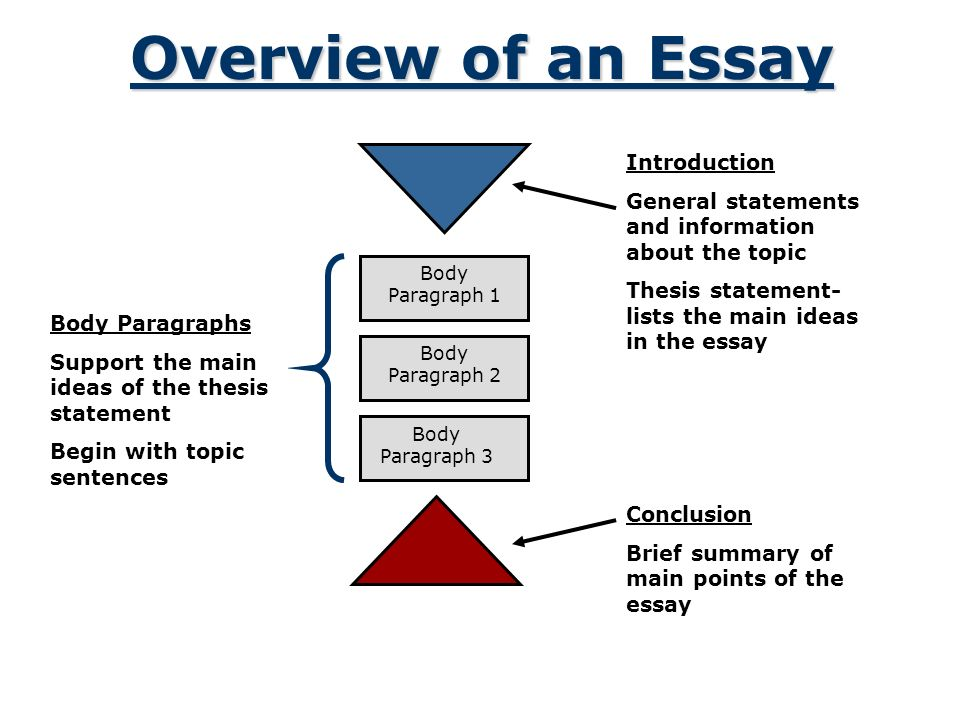 Overview of an Essay
Introduction
General statements
and information
about the topic
Thesis statement-
lists the main ideas
in the essay
Body
Paragraph 1
Body
Paragraph 2
Body
Paragraph 3
Body Paragraphs
Support the main
ideas of the thesis
statement
Begin with topic
sentences
Conclusion
Brief summary of
main points of the
essay